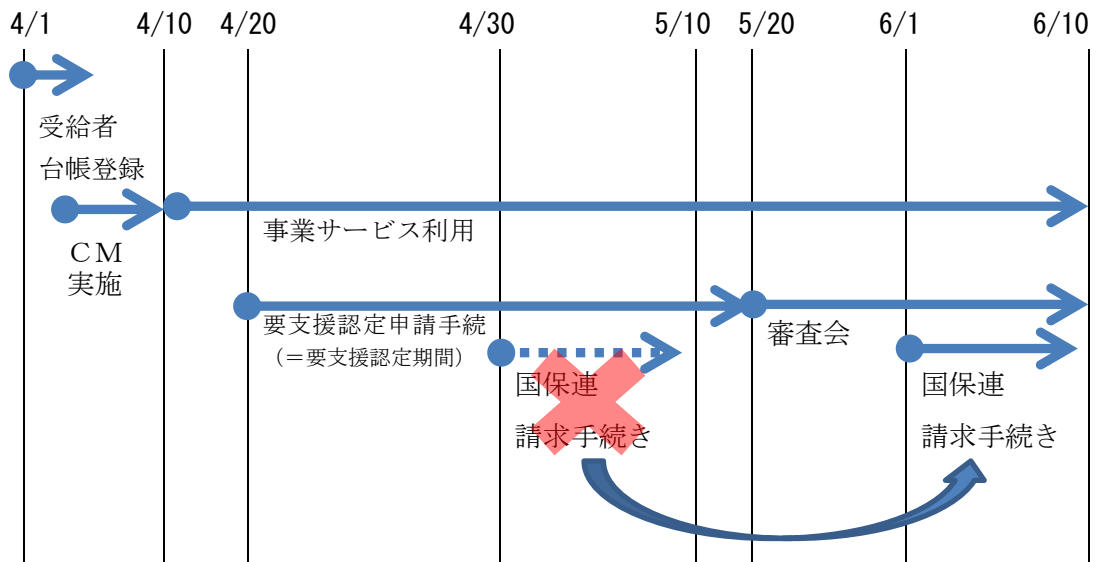 4/1 4/10 4/20 4/30 5/10 5/20 6/1 6/10
受給者
台帳登録
ＣＭ
実施
事業サービス利用
要支援認定申請手続
（＝要支援認定期間）
国保連
請求手続き
審査会
国保連
請求手続き